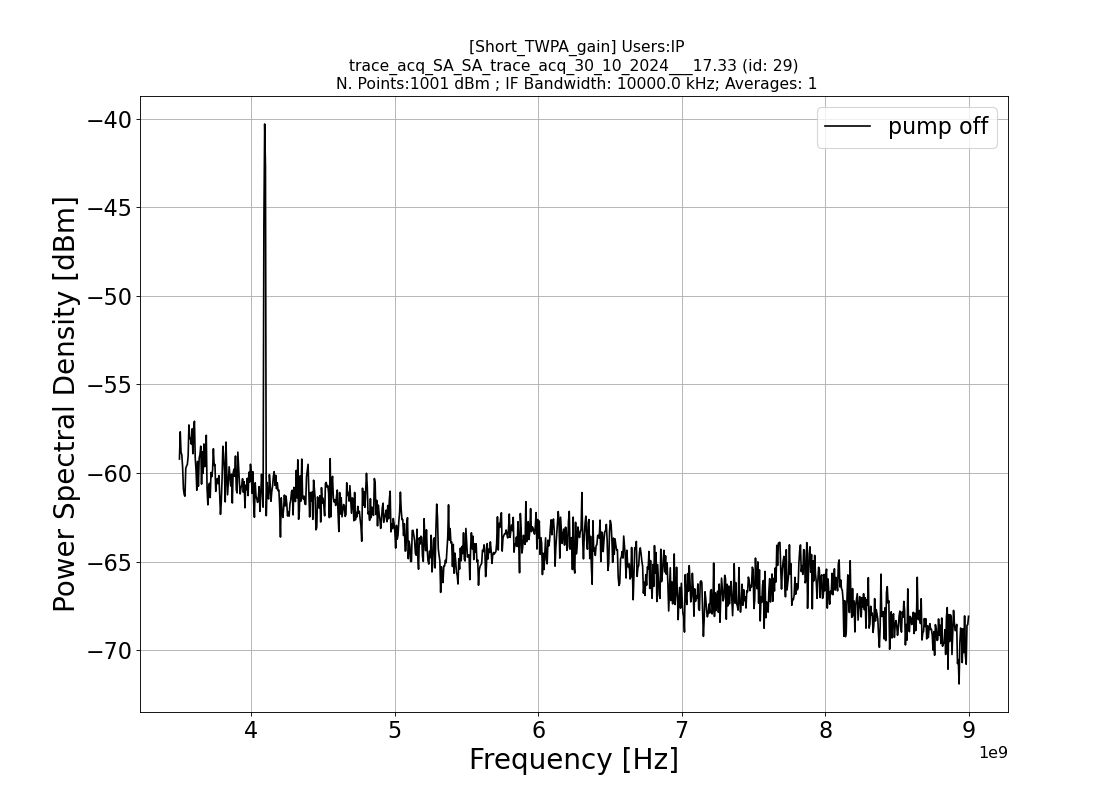 [Short_TWPA_gain] Users:IP
trace_acq_SA_SA_trace_acq_30_10_2024___17.33 (id: 29)
N. Points:1001 dBm ; IF Bandwidth: 10000.0 kHz; Averages: 1
pump off
Power Spectral Density [dBm]
−40
−45
−50
−55
−60
−65
−70
4 5 6 7 8 9
1e9
Frequency [Hz]